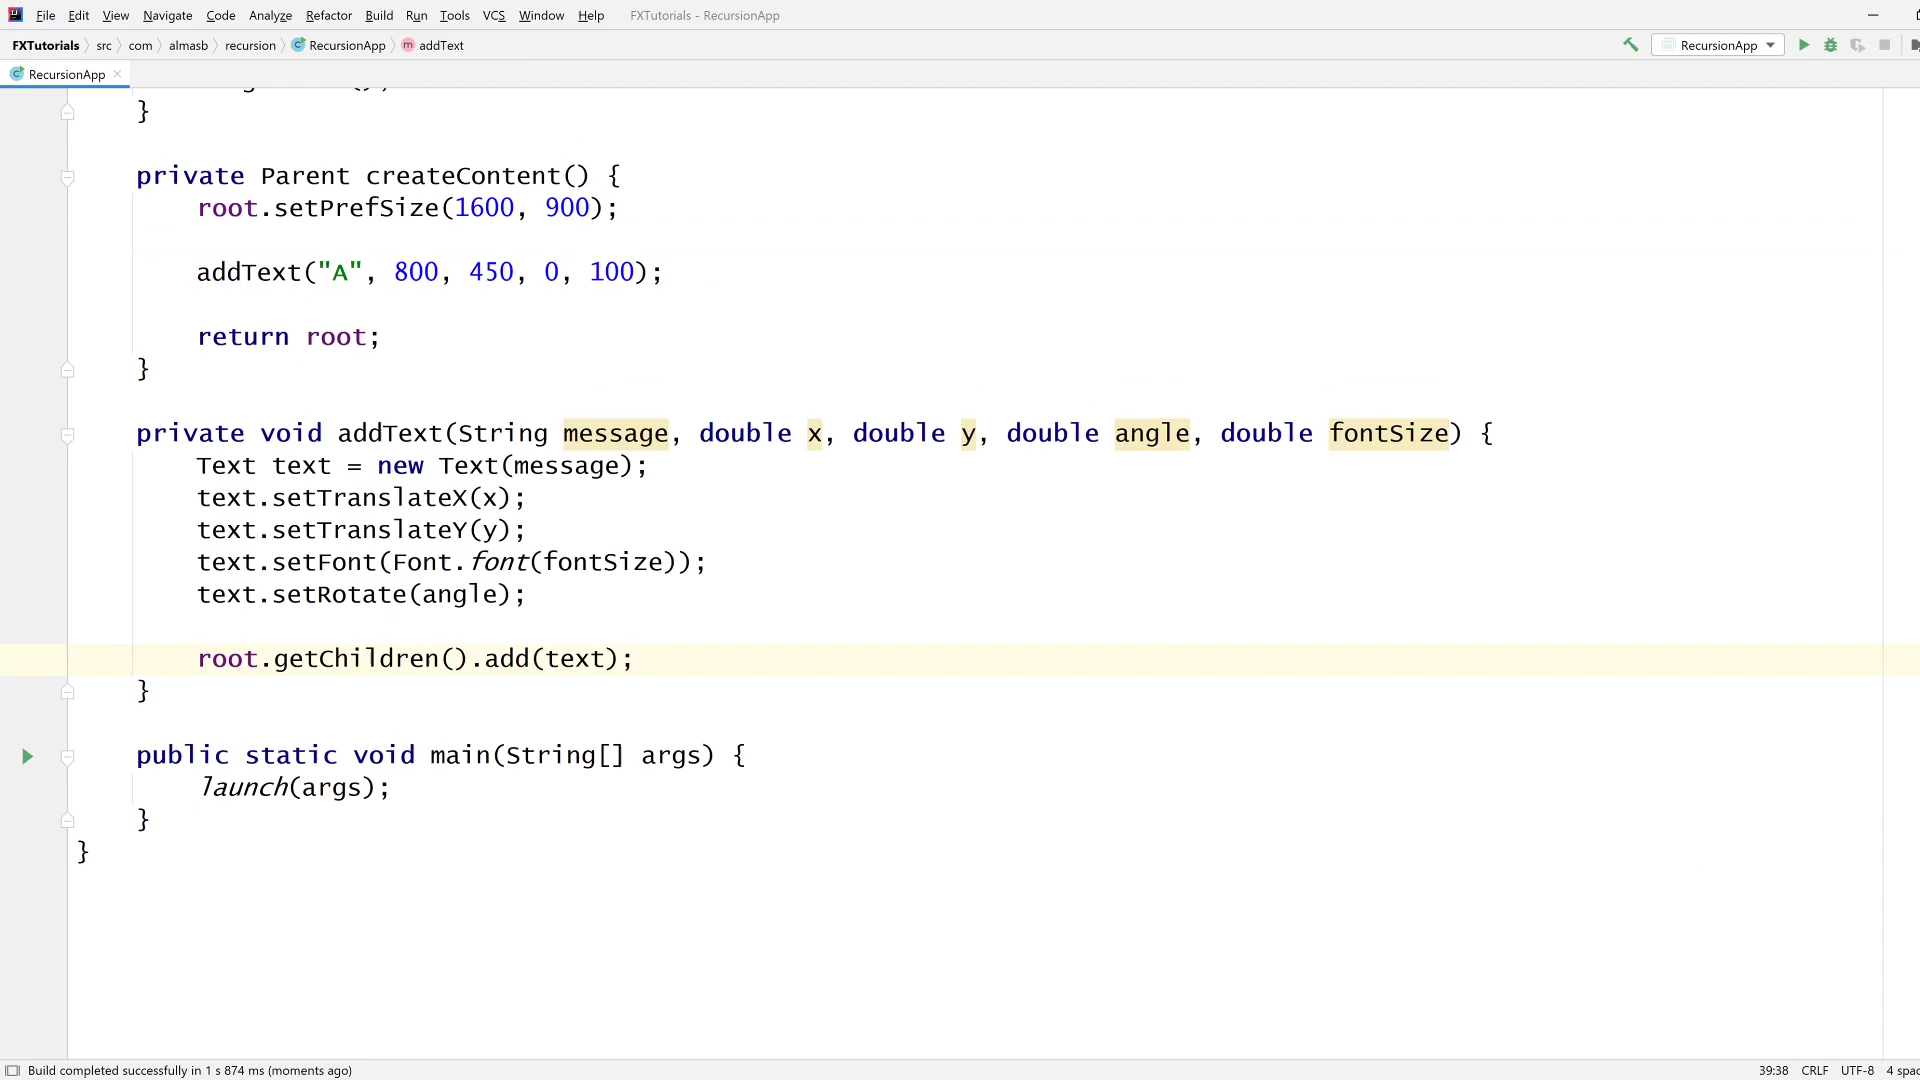 File Edit View Navigate Code Analyze Refactor Build Run Tools VCS Window Help FXTutorials - RecursionApp
FXTutorials src com almasb recursion RecursionApp addText RecursionApp
RecursionApp
}
private Parent createContent() {
root.setPrefSize(1600, 900);
addText("A", 800, 450, 0, 100);
return root;
}
private void addText(String message, double x, double y, double angle, double fontSize) {
Text text = new Text(message);
text.setTranslateX(x);
text.setTranslateY(y);
text.setFont(Font.font(fontSize));
text.setRotate(angle);
root.getChildren().add(text);
}
public static void main(String[] args) {
launch(args);
}
}
Build completed successfully in 1 s 874 ms (moments ago) 39:38 CRLF UTF-8 4 spac